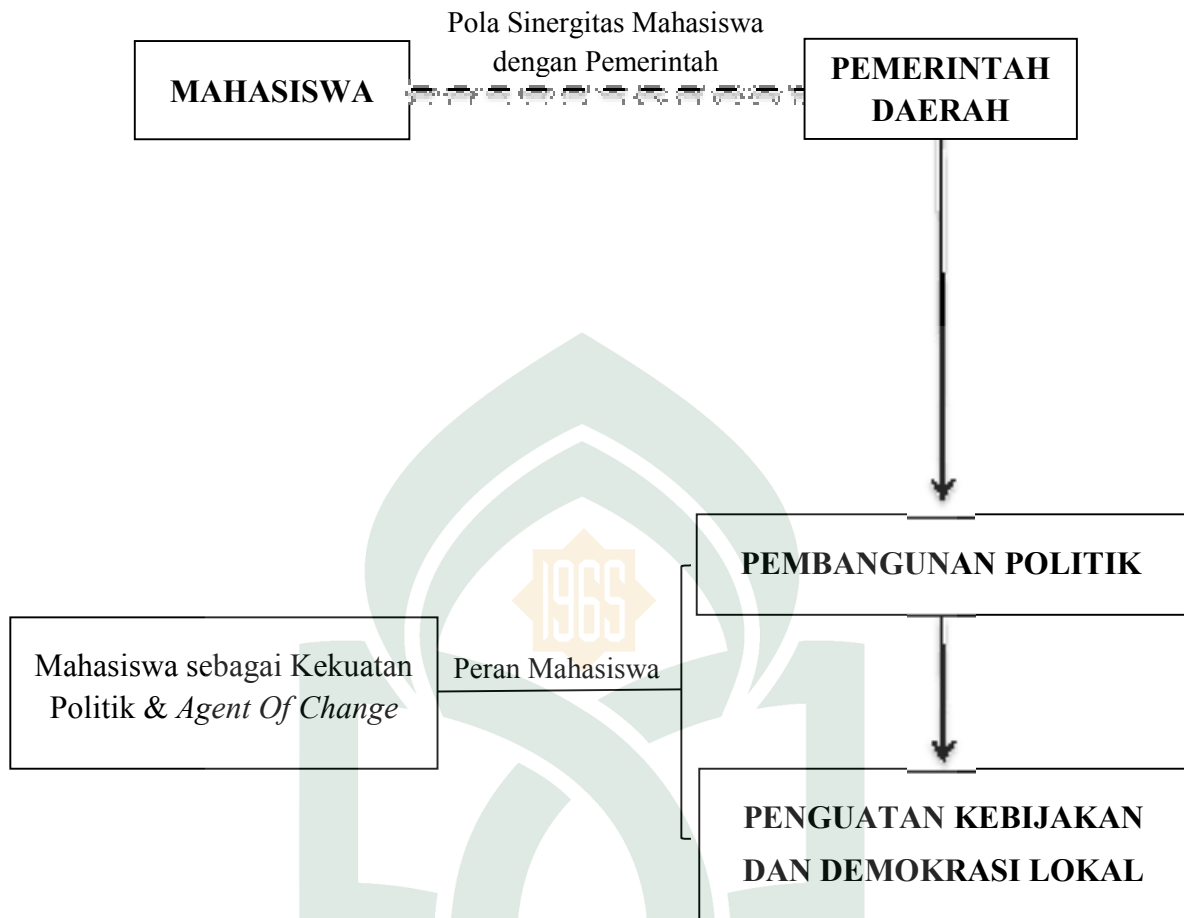 Pola Sinergitas Mahasiswa
dengan Pemerintah
MAHASISWA
PEMERINTAH
DAERAH
PEMBANGUNAN POLITIK
1965
Mahasiswa sebagai Kekuatan
Politik & Agent Of Change
Peran Mahasiswa
PENGUATAN KEBIJAKAN
DAN DEMOKRASI LOKAL